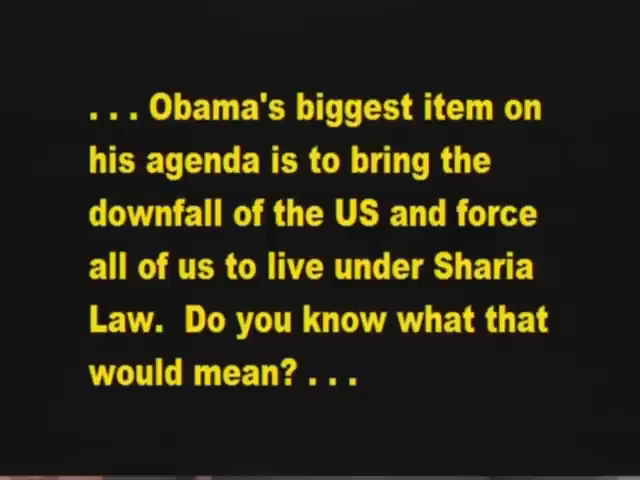 . . . Obama's biggest item on
his agenda is to bring the
downfall of the US and force
all of us to live under Sharia
Law.  Do you know what that
would mean? . . .